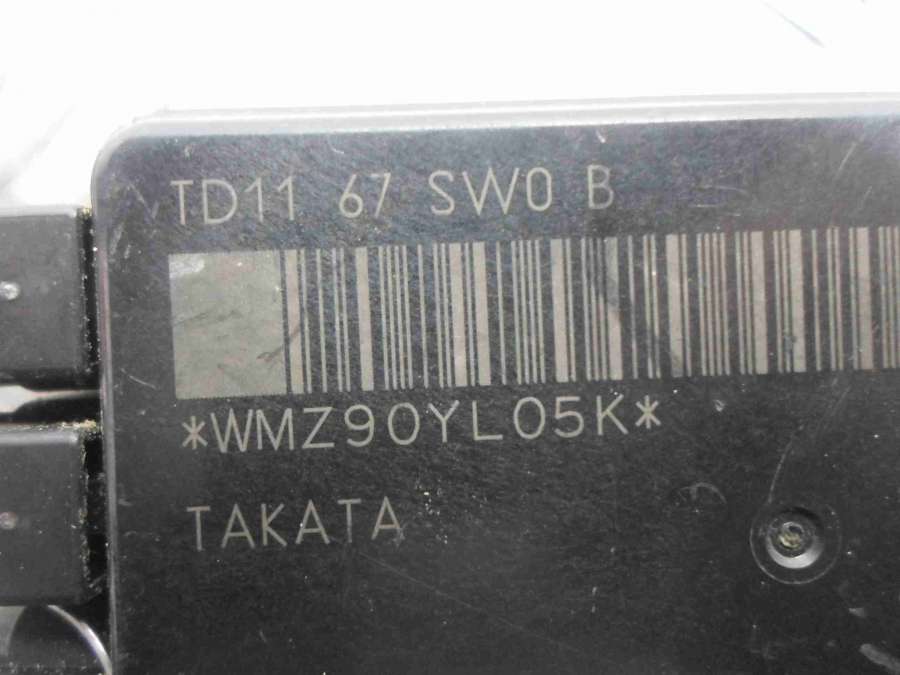 TD11 67 SW0 B
*WMZ90YL05K*
TAKATA